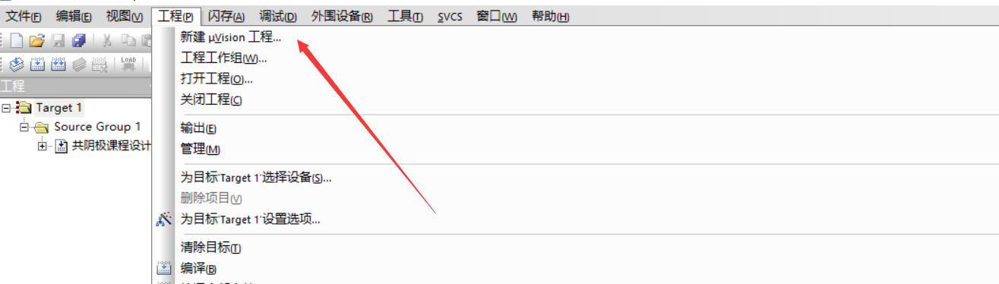 文件(F) 编辑(E) 视图(V) 工程(P) 闪存(A) 调试(D) 外围设备(R) 工具(T) SVCS 窗口(W) 帮助(H)
新建 µVision 工程...
工程工作组(W)...
打开工程(O)...
关闭工程(C)
输出(E)
管理(M)
为目标'Target 1'选择设备(S)...
删除项目(V)
为目标'Target 1'设置选项...
清除目标(T)
编译(B)
LOAD
工程
Target 1
Source Group 1
共阴极课程设计